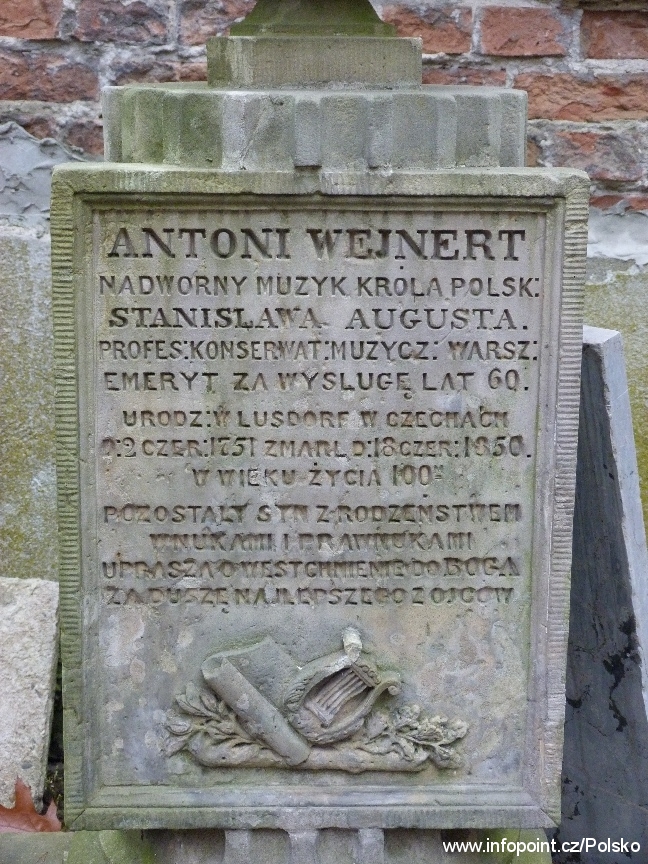 ANTONI WEJNERT
NADWORNY MUZYK KROLA POLSK:
STANISLAWA AUGUSTA.
PROFES: KONSERWAT: MUZYCZ: WARSZ:
EMERYT ZA WYSLUGĘ LAT 60.
URODZ: W LUSDORF W CZECHACH
D: 2 CZER: 1751 ZMARŁ D: 18 CZER: 1850.
W WIEKU ŻYCIA 100
POZOSTAŁY SYN Z RODZEŃSTWEM
WNUKAMI I PRAWNUKAMI
UPRASZA O WESTCHNIENIE DO BOGA
ZA DUSZĘ NAJLEPSZEGO Z OJCÓW
www.infopoint.cz/Polsko